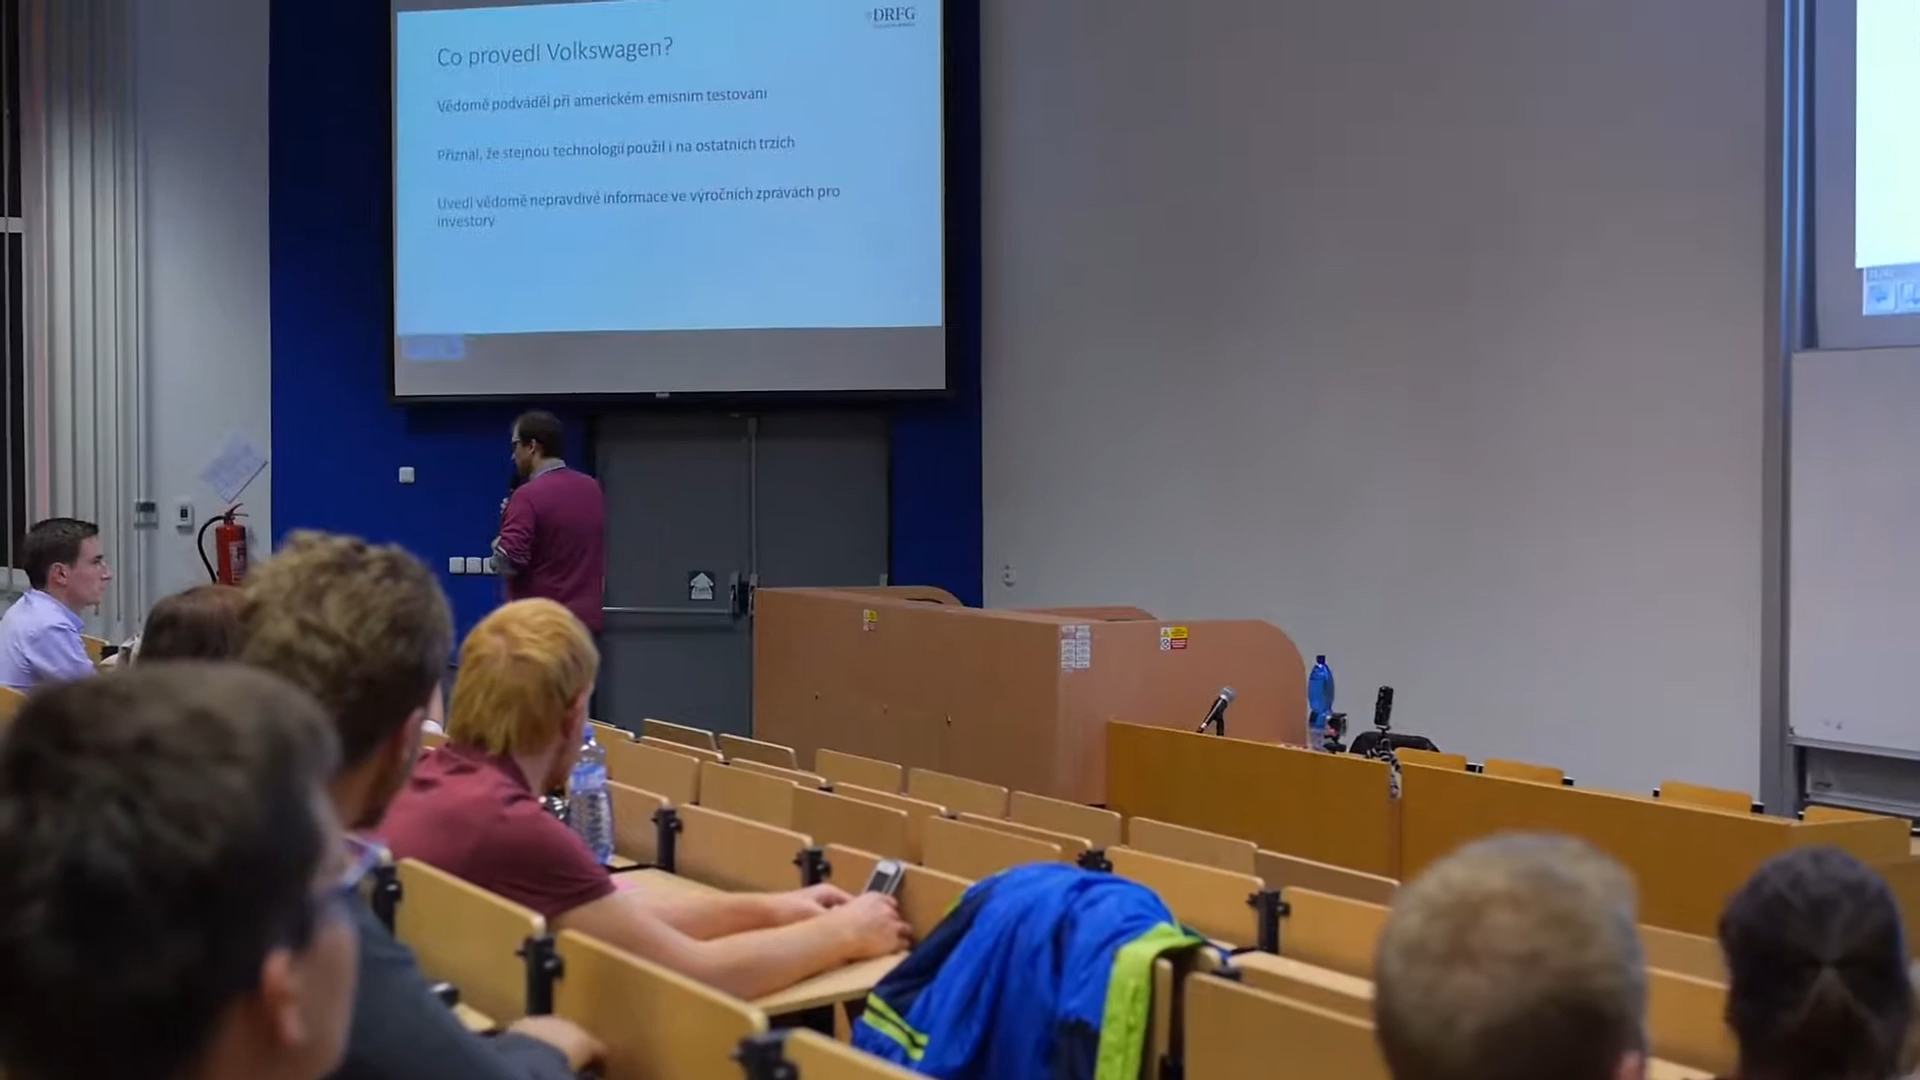 DRFG
Co provedl Volkswagen?
Vědomě podváděl při americkém emisním testování
Přiznal, že stejnou technologii použil i na ostatních trzích
Uvedl vědomě nepravdivé informace ve výročních zprávách pro
investory